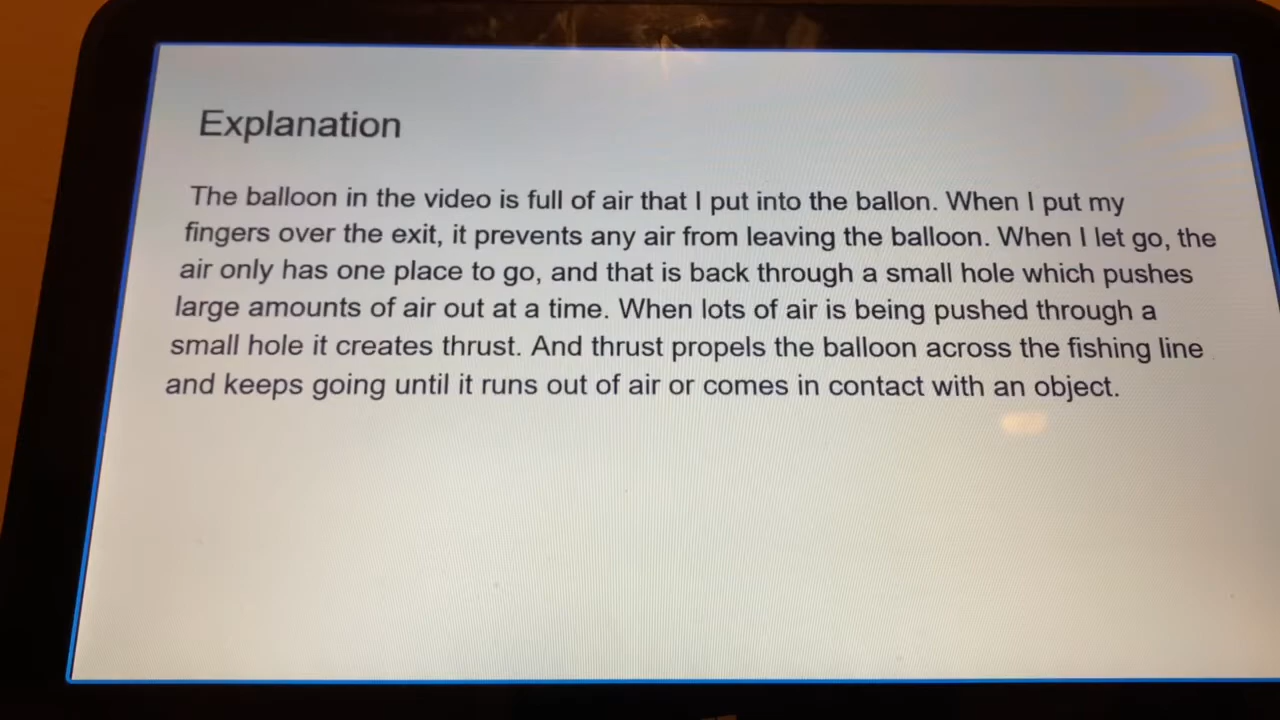 Explanation
The balloon in the video is full of air that I put into the ballon. When I put my
fingers over the exit, it prevents any air from leaving the balloon. When I let go, the
air only has one place to go, and that is back through a small hole which pushes
large amounts of air out at a time. When lots of air is being pushed through a
small hole it creates thrust. And thrust propels the balloon across the fishing line
and keeps going until it runs out of air or comes in contact with an object.